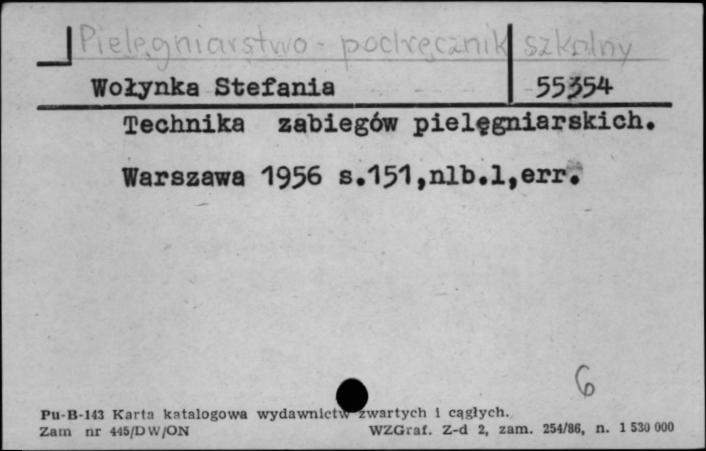 Pielęgniarstwo - podręcznik szkolny
Wołynka Stefania 55354
Technika zabiegów pielęgniarskich.
Warszawa 1956 s.151,nlb.1,err.
6
Pu-B-143 Karta katalogowa wydawnictw zwartych i cągłych.
Zam nr 445/DW/ON WZGraf. Z-d 2, zam. 254/86, n. 1 530 000